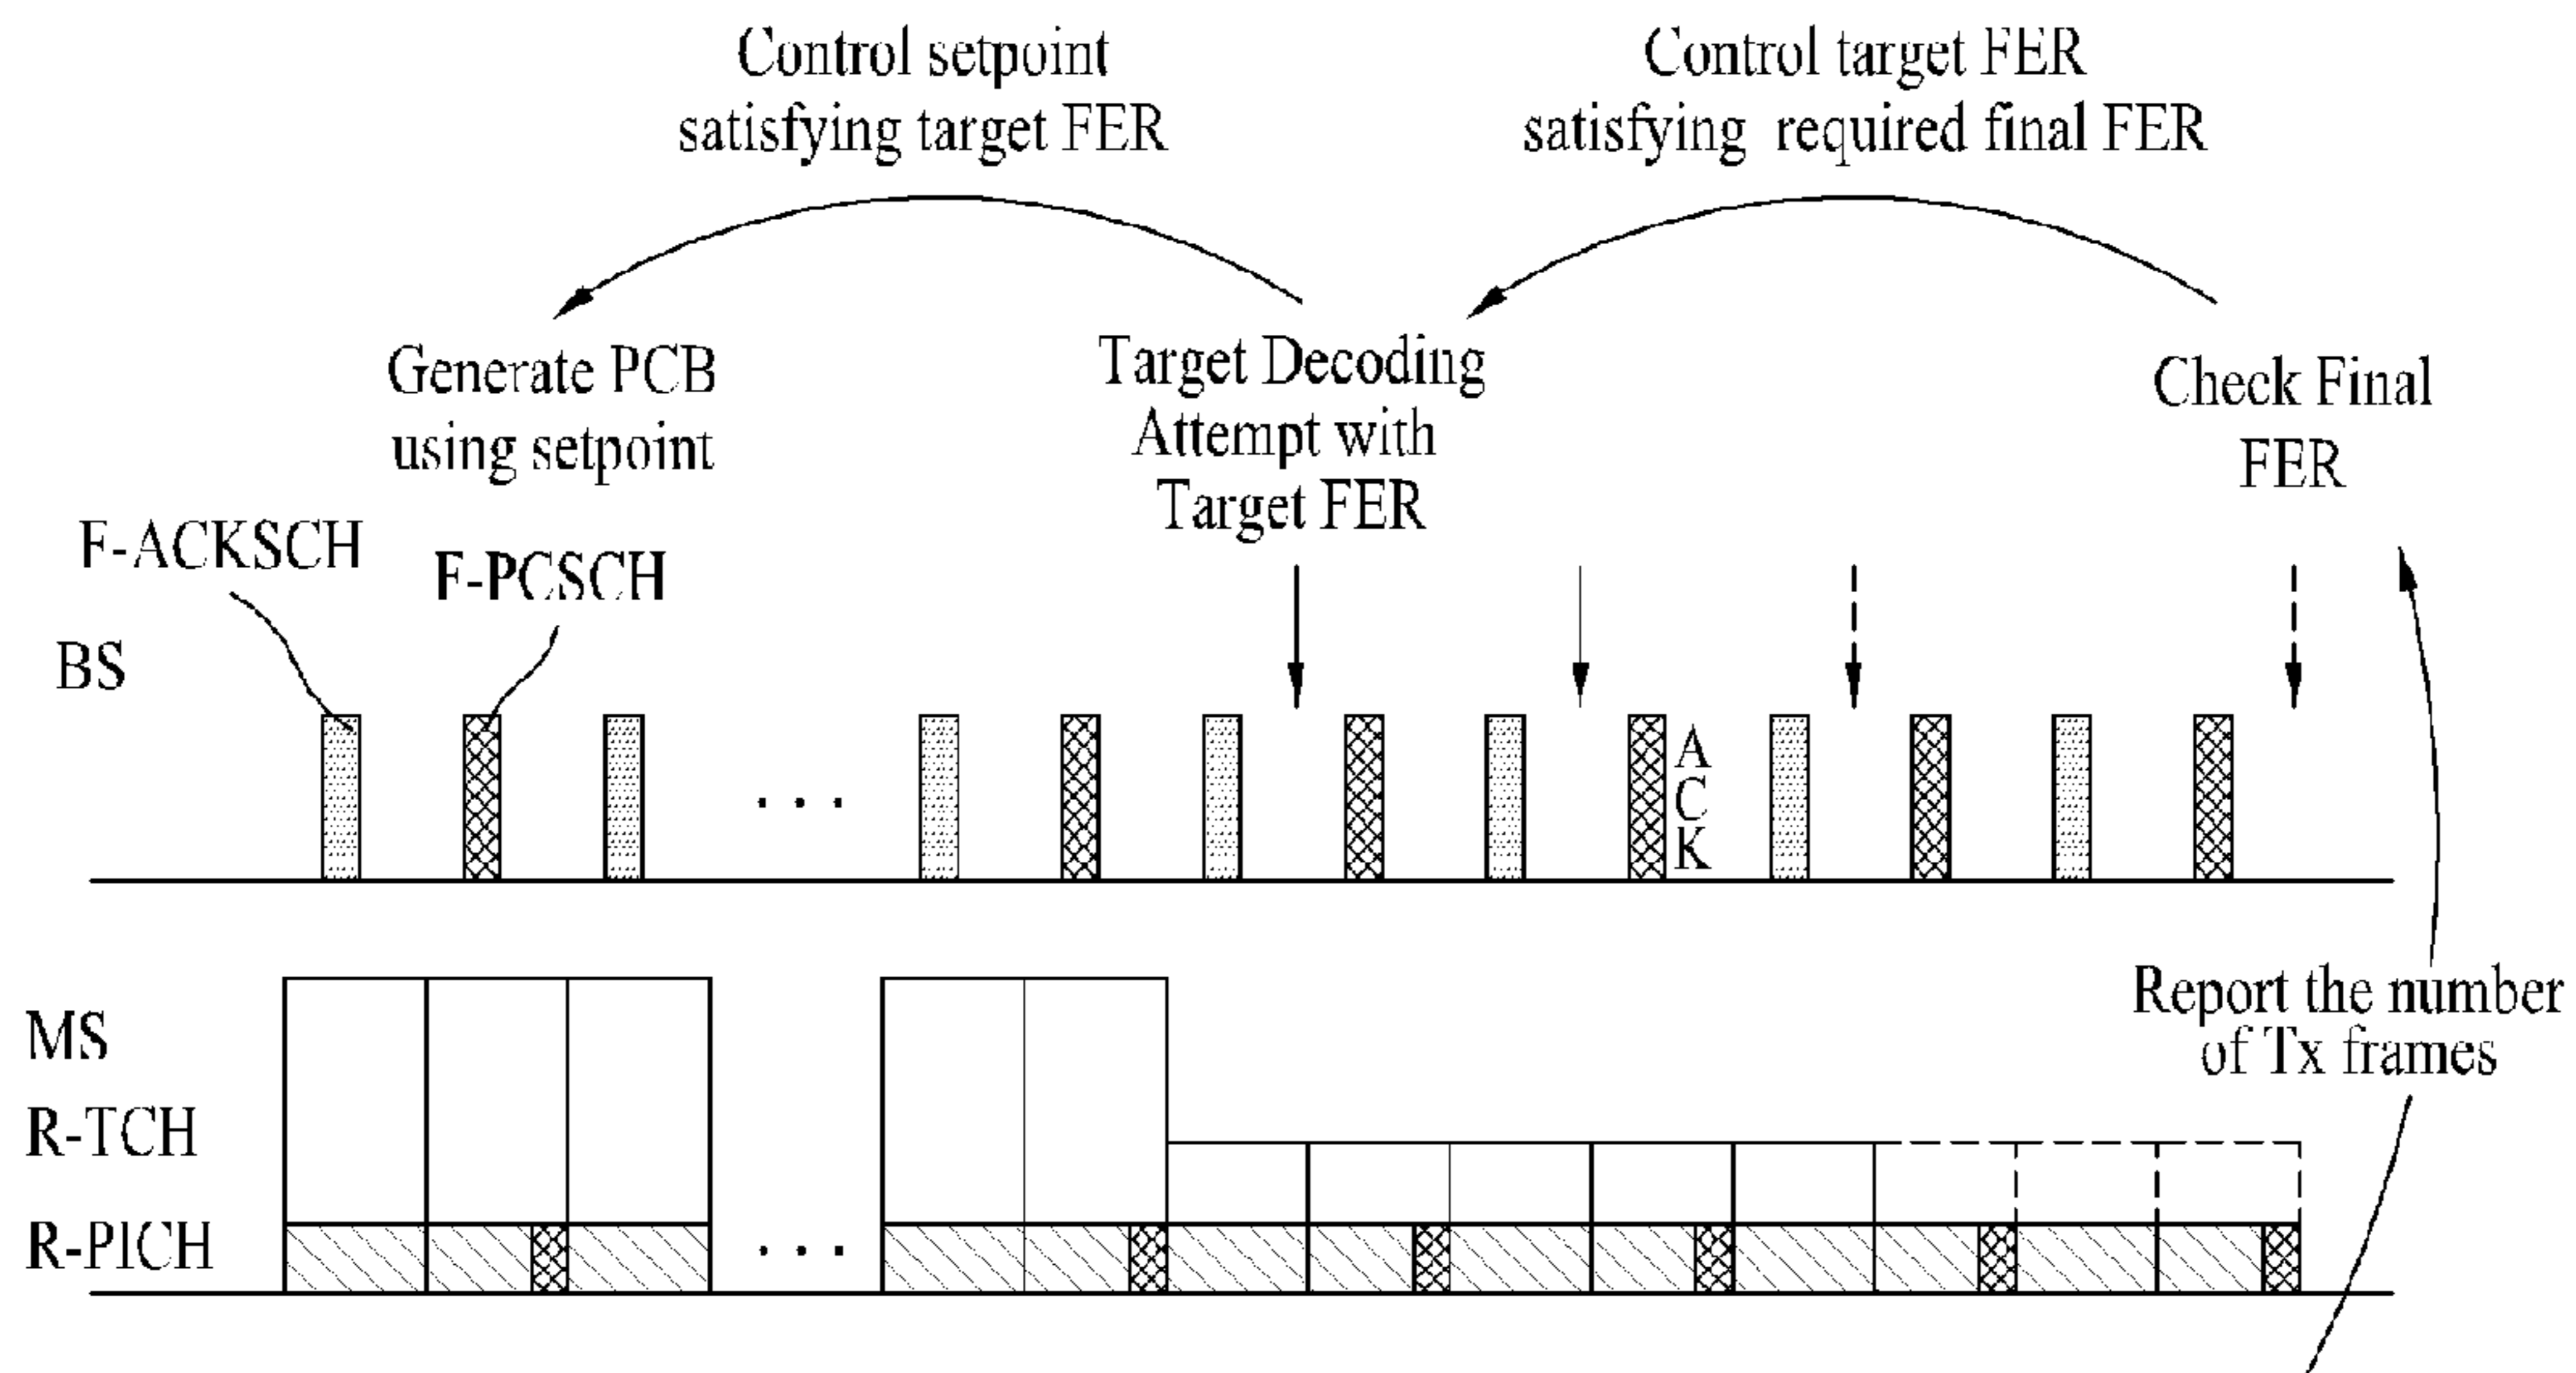 Control setpoint
satisfying target FER
Control target FER
satisfying required final FER
Generate PCB
using setpoint
Target Decoding
Attempt with
Target FER
Check Final
FER
F-ACKSCH
F-PCSCH
BS
. . .
A
C
K
MS
R-TCH
R-PICH
. . .
Report the number
of Tx frames